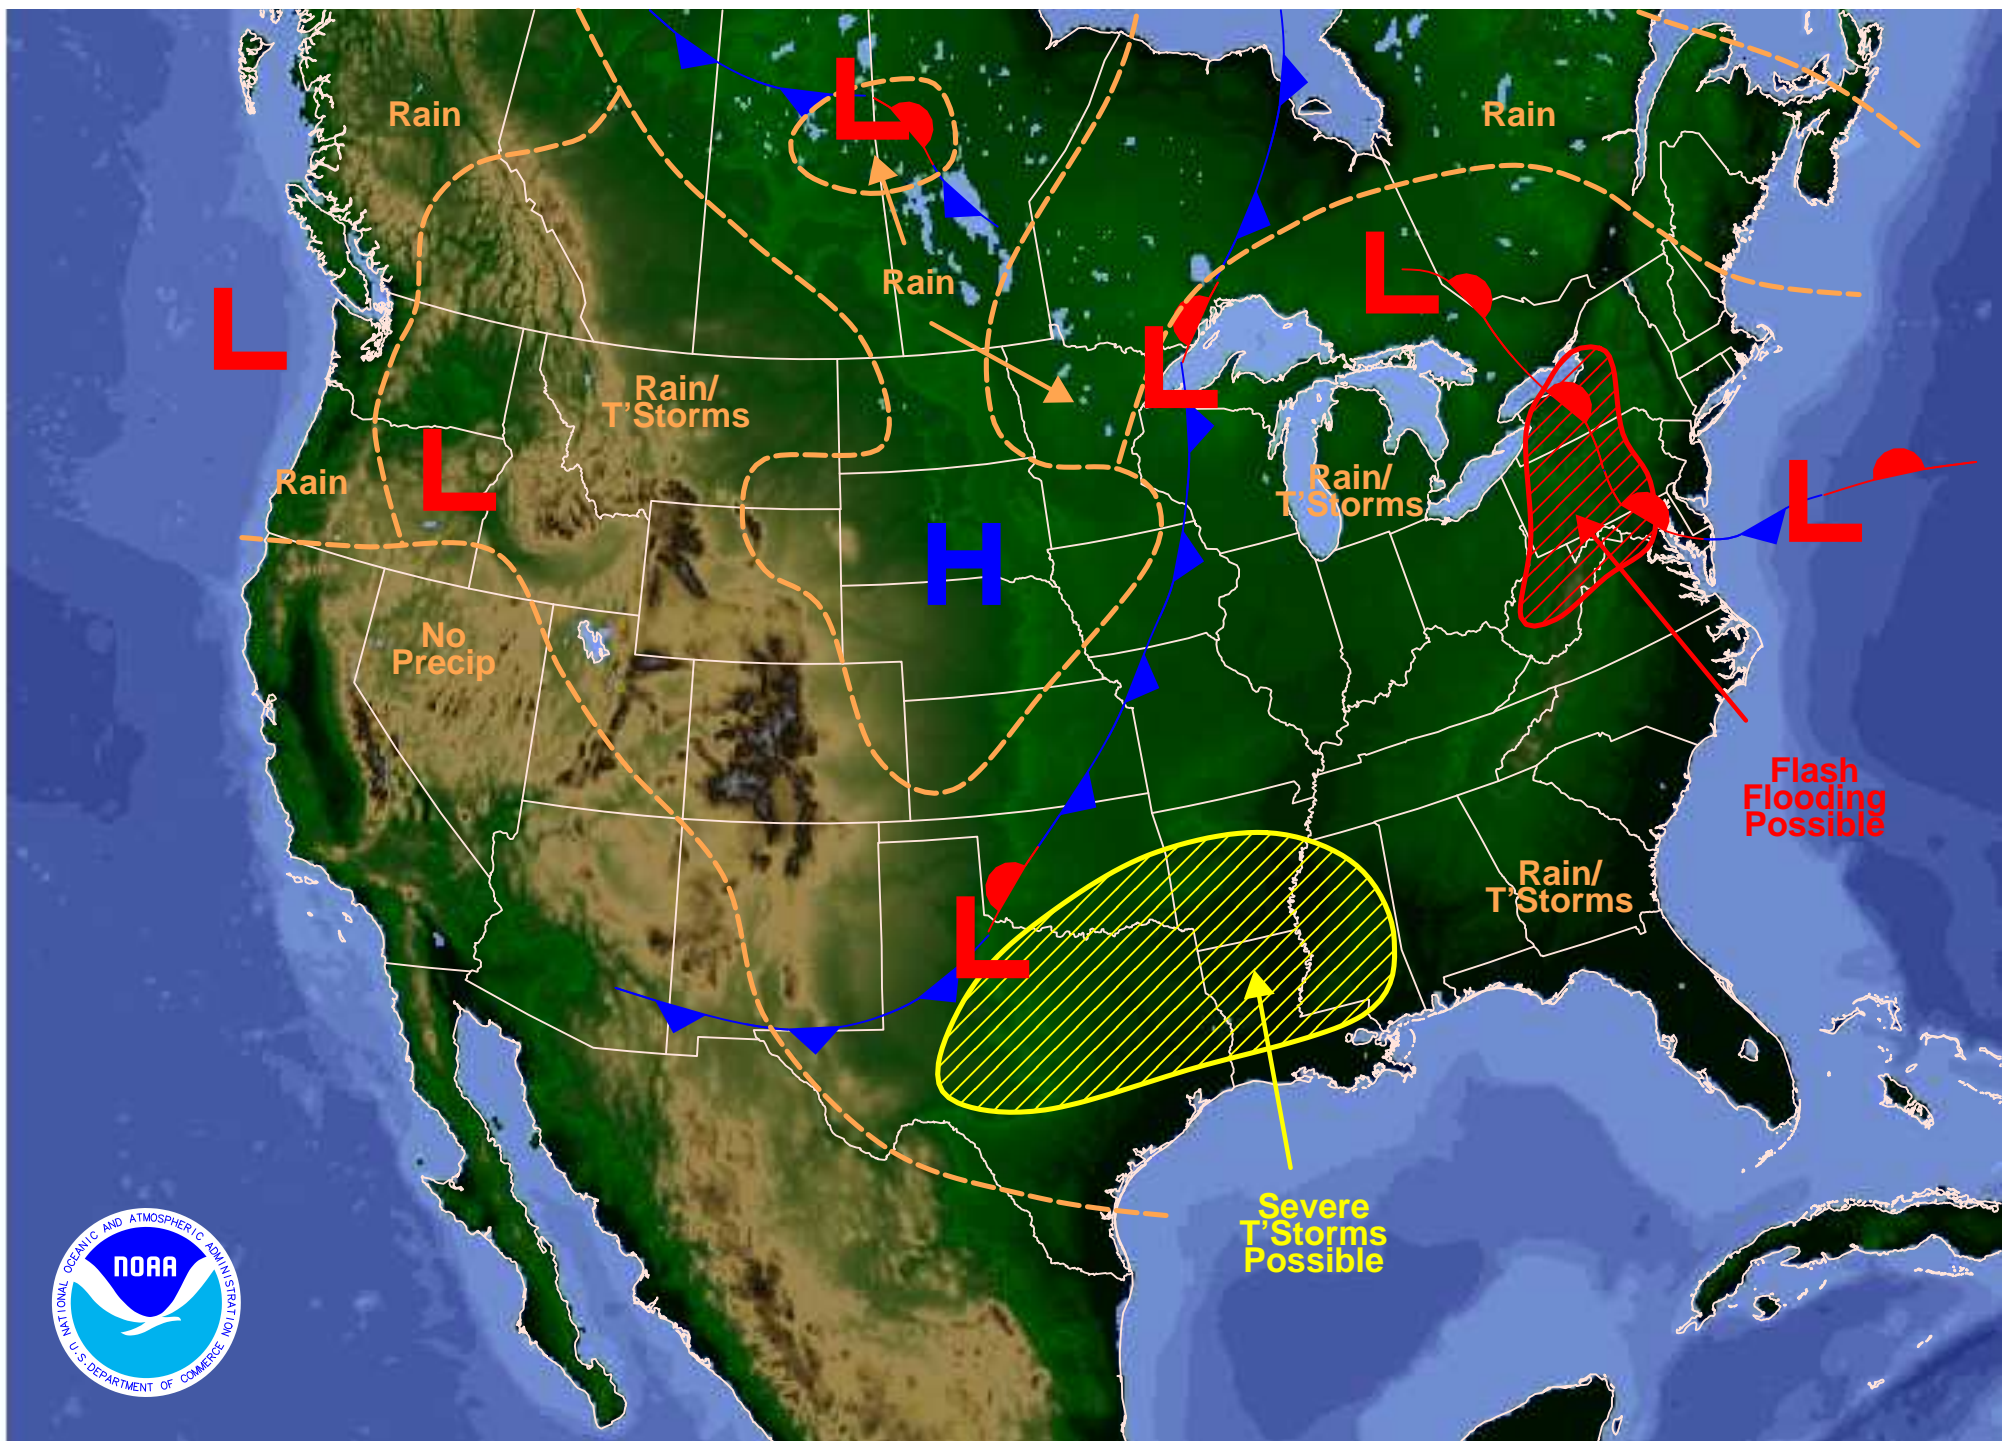 Rain
Rain
L
L
Rain
L
L
L
Rain/
T'Storms
L
Rain
Rain/
T'Storms
L
H
No
Precip
Flash
Flooding
Possible
Rain/
T'Storms
L
Severe
T'Storms
Possible
NATIONAL OCEANIC AND ATMOSPHERIC ADMINISTRATION
NOAA
U.S. DEPARTMENT OF COMMERCE